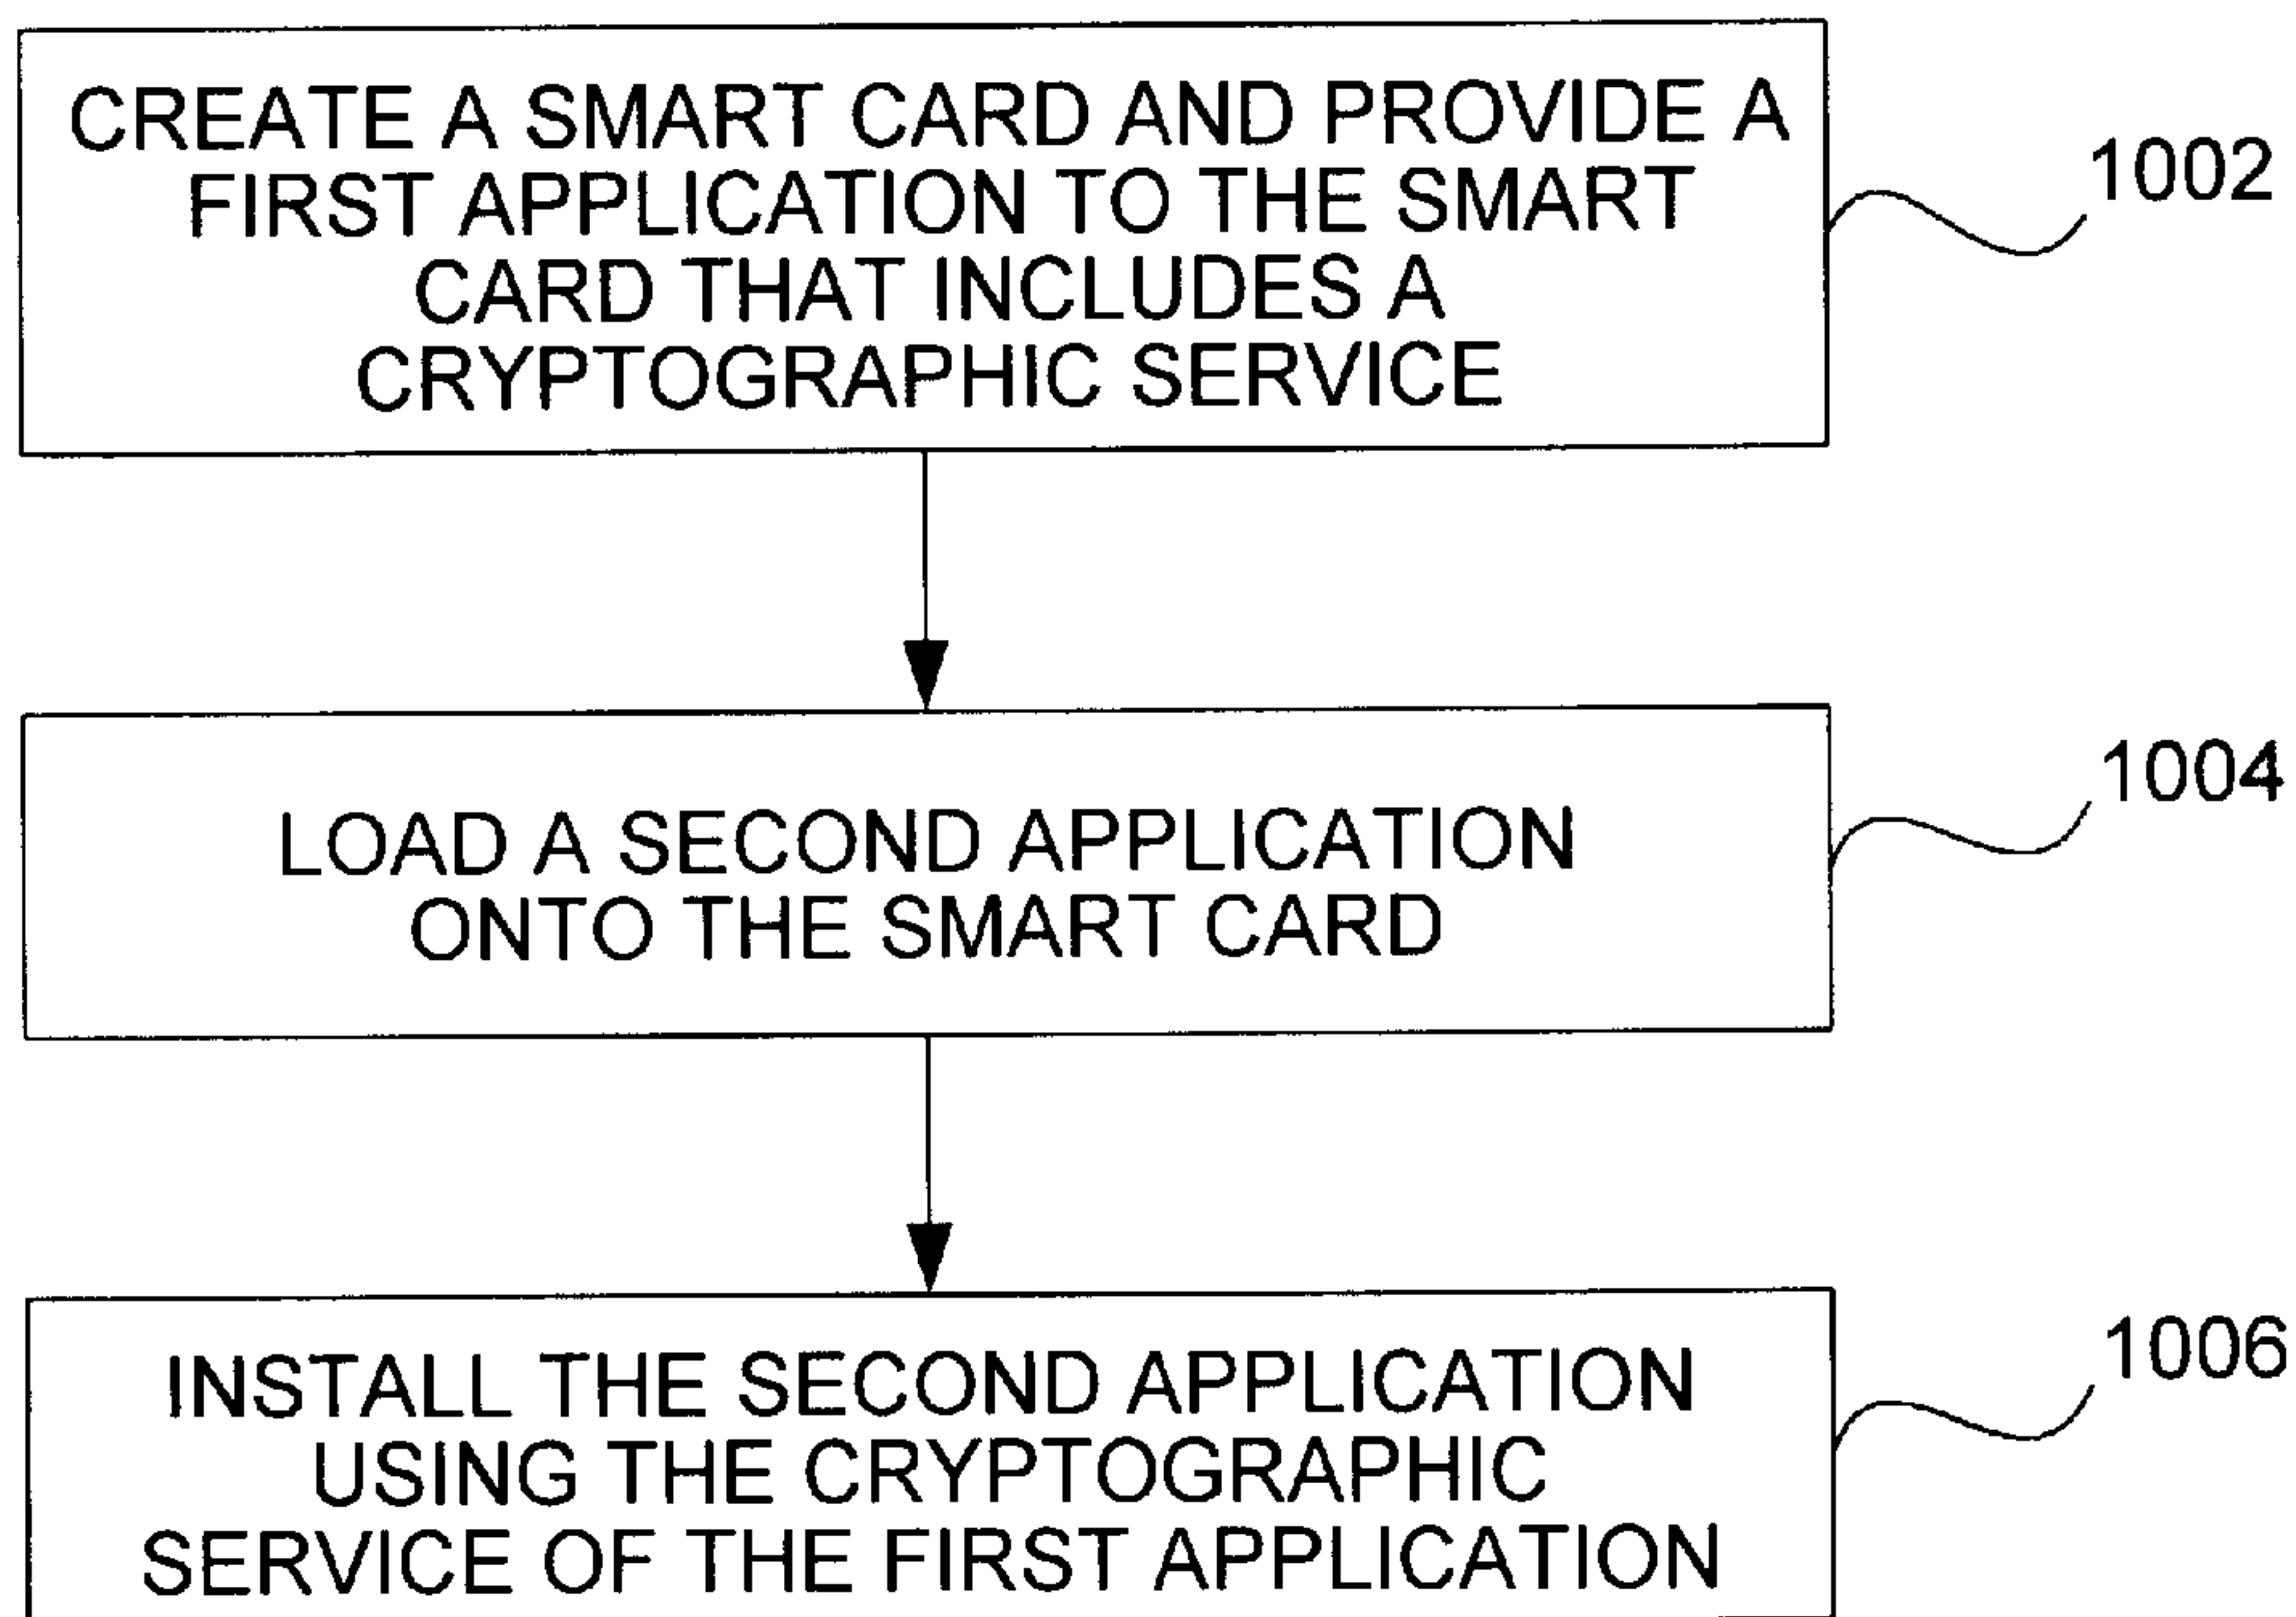 CREATE A SMART CARD AND PROVIDE A
FIRST APPLICATION TO THE SMART
CARD THAT INCLUDES A
CRYPTOGRAPHIC SERVICE
1002
LOAD A SECOND APPLICATION
ONTO THE SMART CARD
1004
INSTALL THE SECOND APPLICATION
USING THE CRYPTOGRAPHIC
SERVICE OF THE FIRST APPLICATION
1006